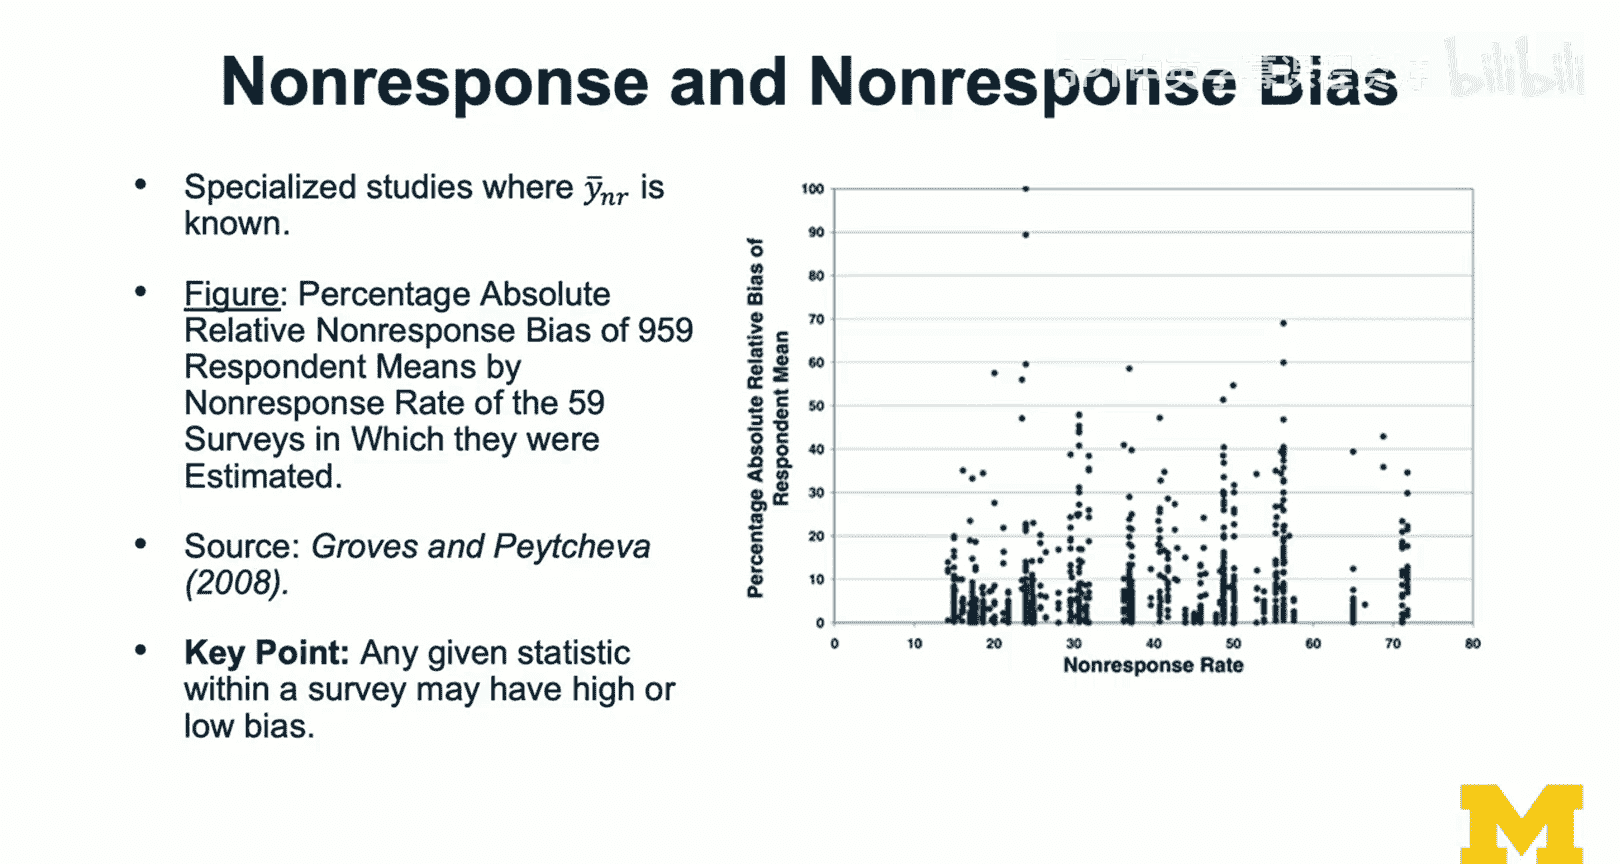 Nonresponse and Nonresponse Bias
bilibili
• Specialized studies where ȳnr is
known.
• Figure: Percentage Absolute
Relative Nonresponse Bias of 959
Respondent Means by
Nonresponse Rate of the 59
Surveys in Which they were
Estimated.
• Source: Groves and Peytcheva
(2008).
• Key Point: Any given statistic
within a survey may have high or
low bias.
Percentage Absolute Relative Bias of
Respondent Mean
100
90
80
70
60
50
40
30
20
10
0
0 10 20 30 40 50 60 70 80
Nonresponse Rate
M